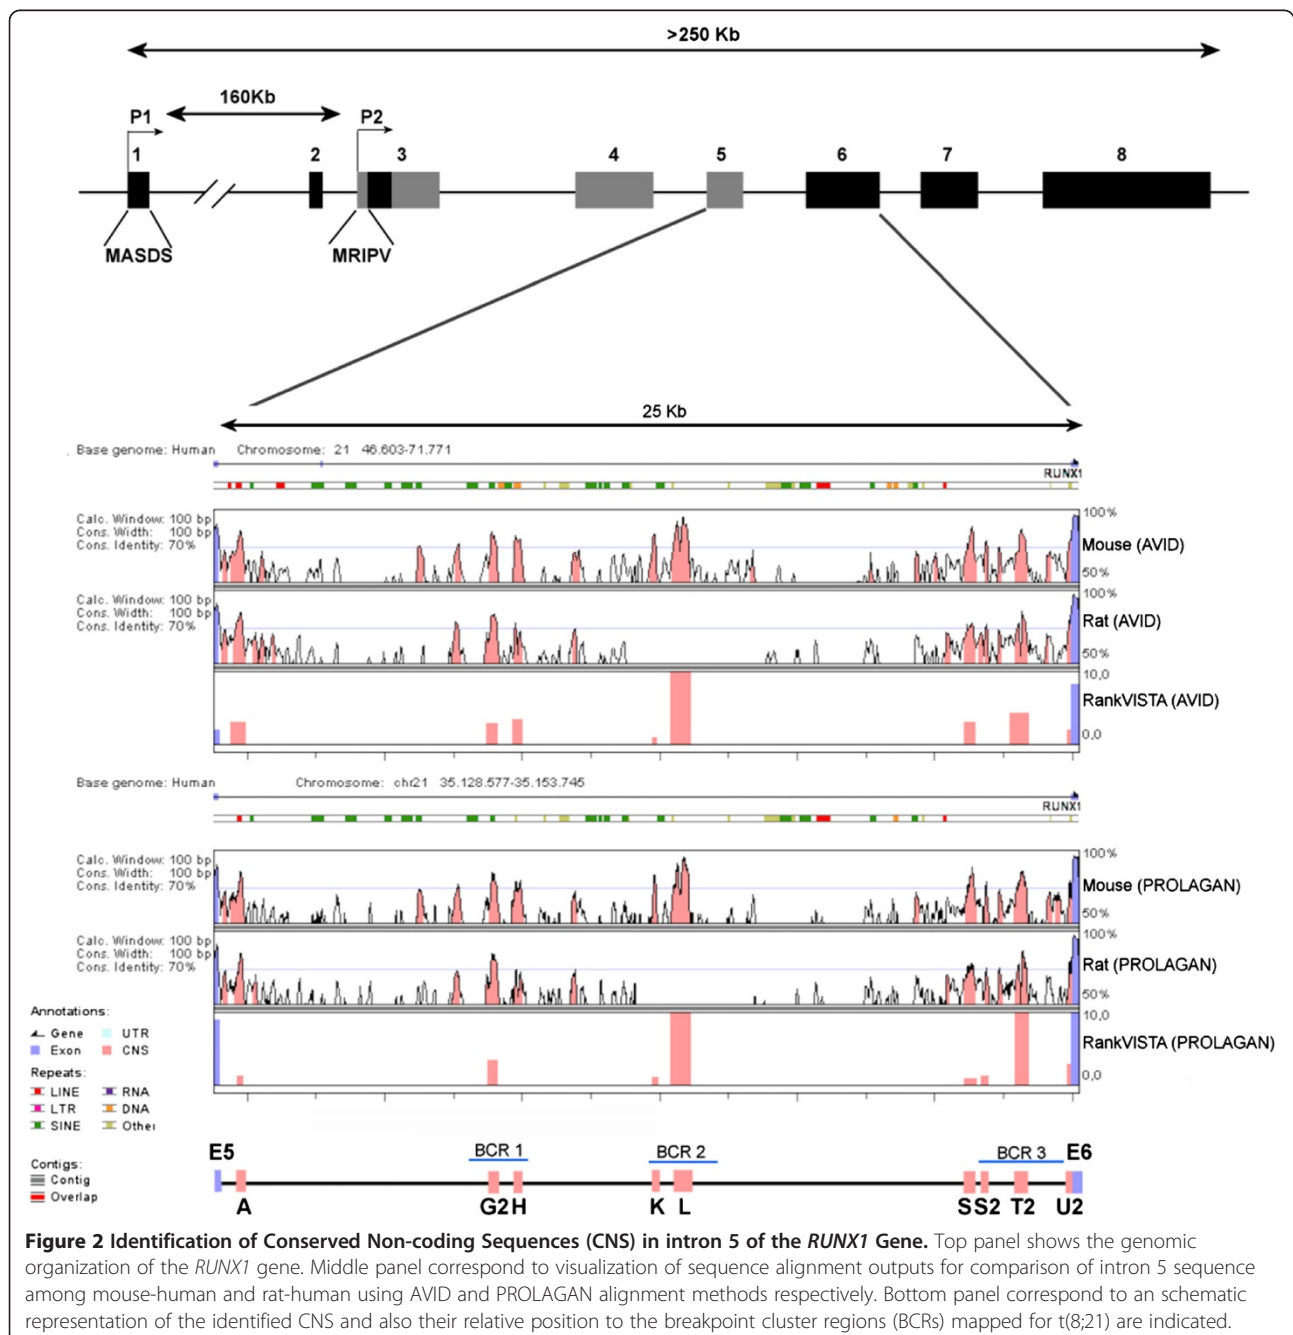 >250 Kb
160Kb
P1
P2
1 2 3 4 5 6 7 8
MASDS
MRIPV
25 Kb
Base genome: Human Chromosome: 21 46.603-71.771
RUNX1
Calc. Window: 100 bp
Cons. Width: 100 bp
Cons. Identity: 70%
100%
Mouse (AVID)
50%
Calc. Window: 100 bp
Cons. Width: 100 bp
Cons. Identity: 70%
100%
Rat (AVID)
50%
10,0
RankVISTA (AVID)
0,0
Base genome: Human Chromosome: chr21 35.128.577-35.153.745
RUNX1
Calc. Window: 100 bp
Cons. Width: 100 bp
Cons. Identity: 70%
100%
Mouse (PROLAGAN)
50%
Calc. Window: 100 bp
Cons. Width: 100 bp
Cons. Identity: 70%
100%
Rat (PROLAGAN)
50%
10,0
RankVISTA (PROLAGAN)
0,0
Annotations:
Gene UTR
Exon CNS
Repeats:
LINE RNA
LTR DNA
SINE Other
Contigs:
Contig
Overlap
E5 BCR 1 BCR 2 BCR 3 E6
A G2 H K L S S2 T2 U2
Figure 2 Identification of Conserved Non-coding Sequences (CNS) in intron 5 of the RUNX1 Gene. Top panel shows the genomic
organization of the RUNX1 gene. Middle panel correspond to visualization of sequence alignment outputs for comparison of intron 5 sequence
among mouse-human and rat-human using AVID and PROLAGAN alignment methods respectively. Bottom panel correspond to an schematic
representation of the identified CNS and also their relative position to the breakpoint cluster regions (BCRs) mapped for t(8;21) are indicated.